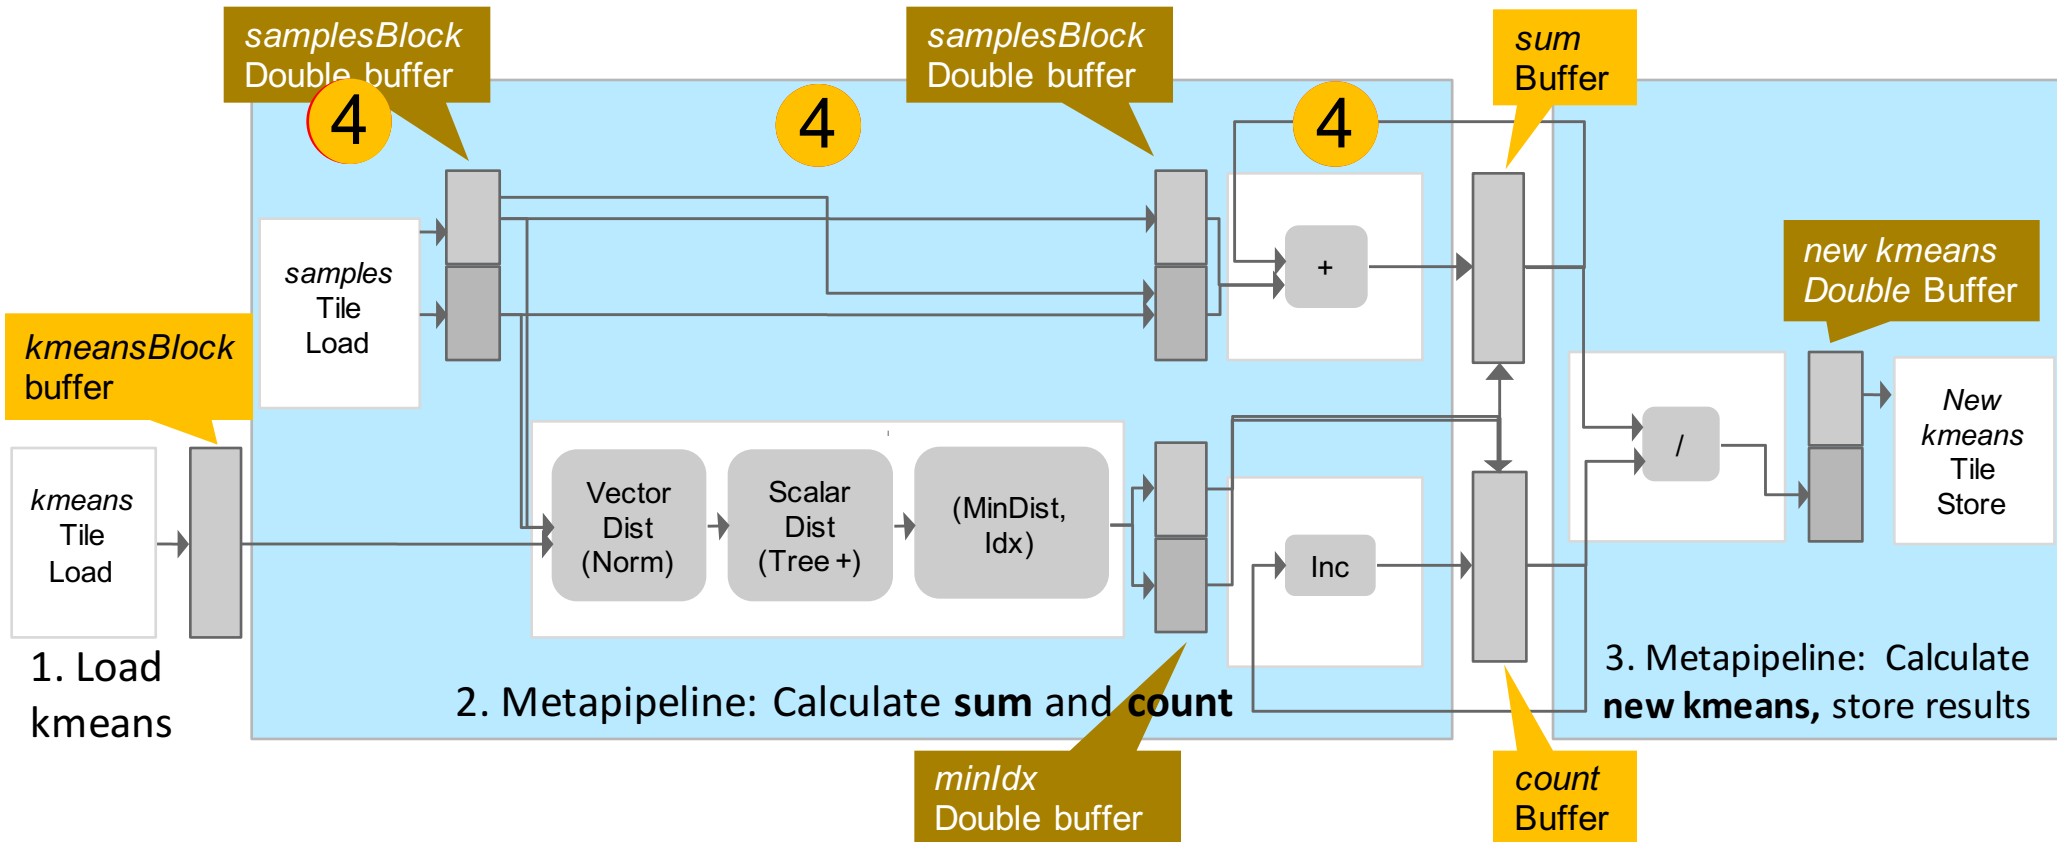 samplesBlock
Double buffer
samplesBlock
Double buffer
sum
Buffer
4
4
4
samples
Tile
Load
+
new kmeans
Double Buffer
kmeansBlock
buffer
kmeans
Tile
Load
Vector
Dist
(Norm)
Scalar
Dist
(Tree +)
(MinDist,
Idx)
Inc
/
New
kmeans
Tile
Store
1. Load
kmeans
2. Metapipeline: Calculate sum and count
3. Metapipeline: Calculate
new kmeans, store results
minIdx
Double buffer
count
Buffer